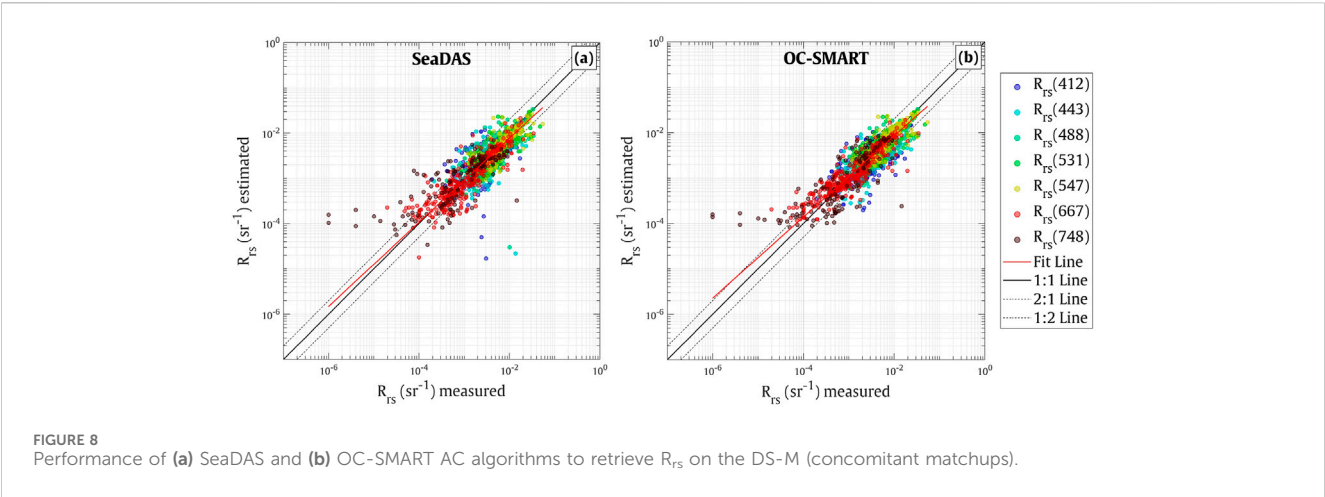 SeaDAS
(a)
10⁰
10⁻²
10⁻⁴
10⁻⁶
R_rs (sr⁻¹) estimated
10⁻⁶ 10⁻⁴ 10⁻² 10⁰
R_rs (sr⁻¹) measured
OC-SMART
(b)
10⁰
10⁻²
10⁻⁴
10⁻⁶
R_rs (sr⁻¹) estimated
10⁻⁶ 10⁻⁴ 10⁻² 10⁰
R_rs (sr⁻¹) measured
R_rs(412)
R_rs(443)
R_rs(488)
R_rs(531)
R_rs(547)
R_rs(667)
R_rs(748)
Fit Line
1:1 Line
2:1 Line
1:2 Line
FIGURE 8
Performance of (a) SeaDAS and (b) OC-SMART AC algorithms to retrieve R_rs on the DS-M (concomitant matchups).